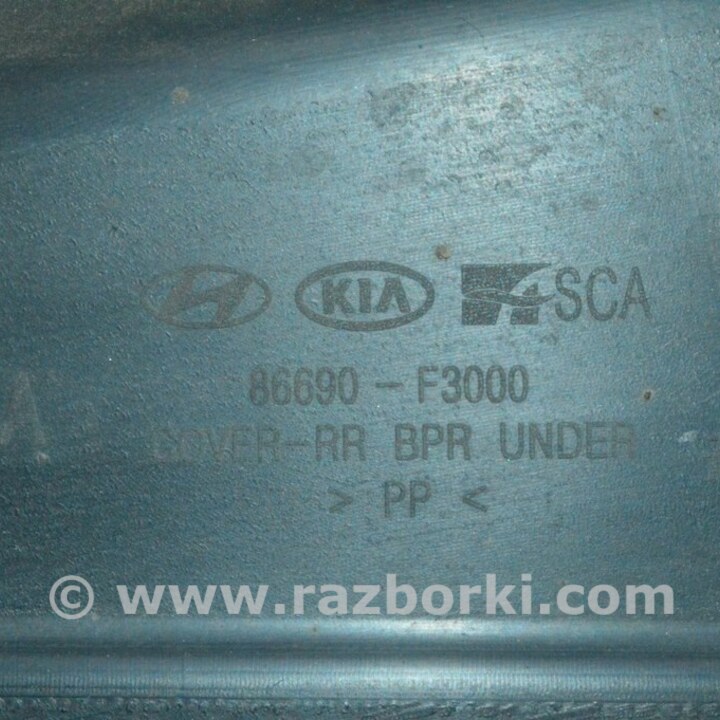 KIA SCA
86690-F3000
COVER-RR BPR UNDER
> PP <
© www.razborki.com